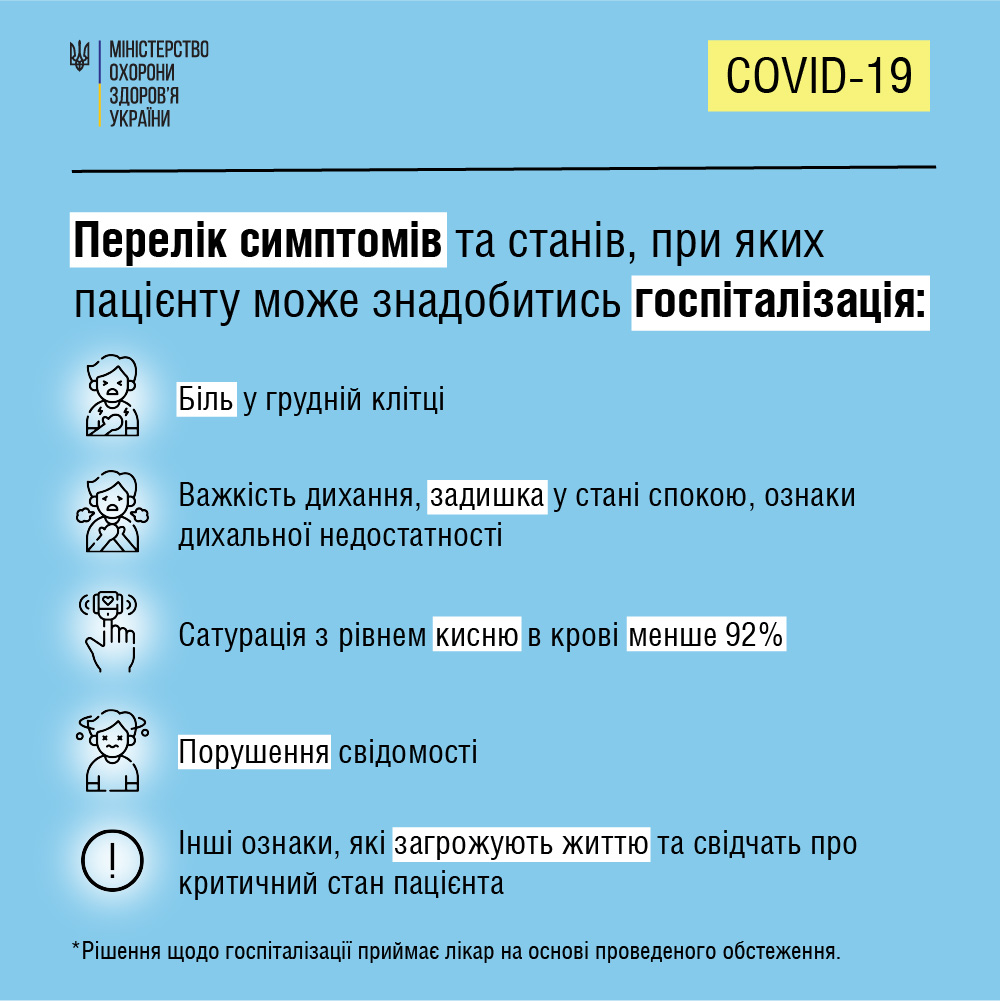 МІНІСТЕРСТВО
ОХОРОНИ
ЗДОРОВ'Я
УКРАЇНИ
COVID-19
Перелік симптомів та станів, при яких
пацієнту може знадобитись госпіталізація:
Біль у грудній клітці
Важкість дихання, задишка у стані спокою, ознаки
дихальної недостатності
Сатурація з рівнем кисню в крові менше 92%
Порушення свідомості
Інші ознаки, які загрожують життю та свідчать про
критичний стан пацієнта
*Рішення щодо госпіталізації приймає лікар на основі проведеного обстеження.